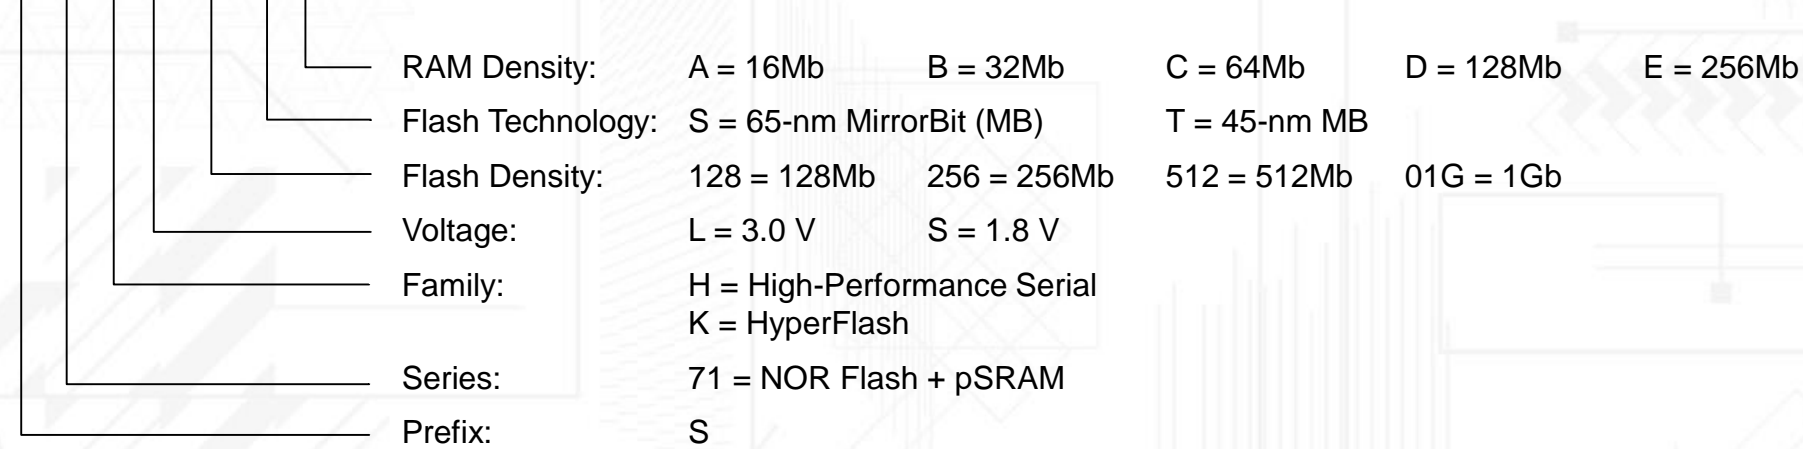 RAM Density: A = 16Mb B = 32Mb C = 64Mb D = 128Mb E = 256Mb
Flash Technology: S = 65-nm MirrorBit (MB) T = 45-nm MB
Flash Density: 128 = 128Mb 256 = 256Mb 512 = 512Mb 01G = 1Gb
Voltage: L = 3.0 V S = 1.8 V
Family: H = High-Performance Serial
K = HyperFlash
Series: 71 = NOR Flash + pSRAM
Prefix: S